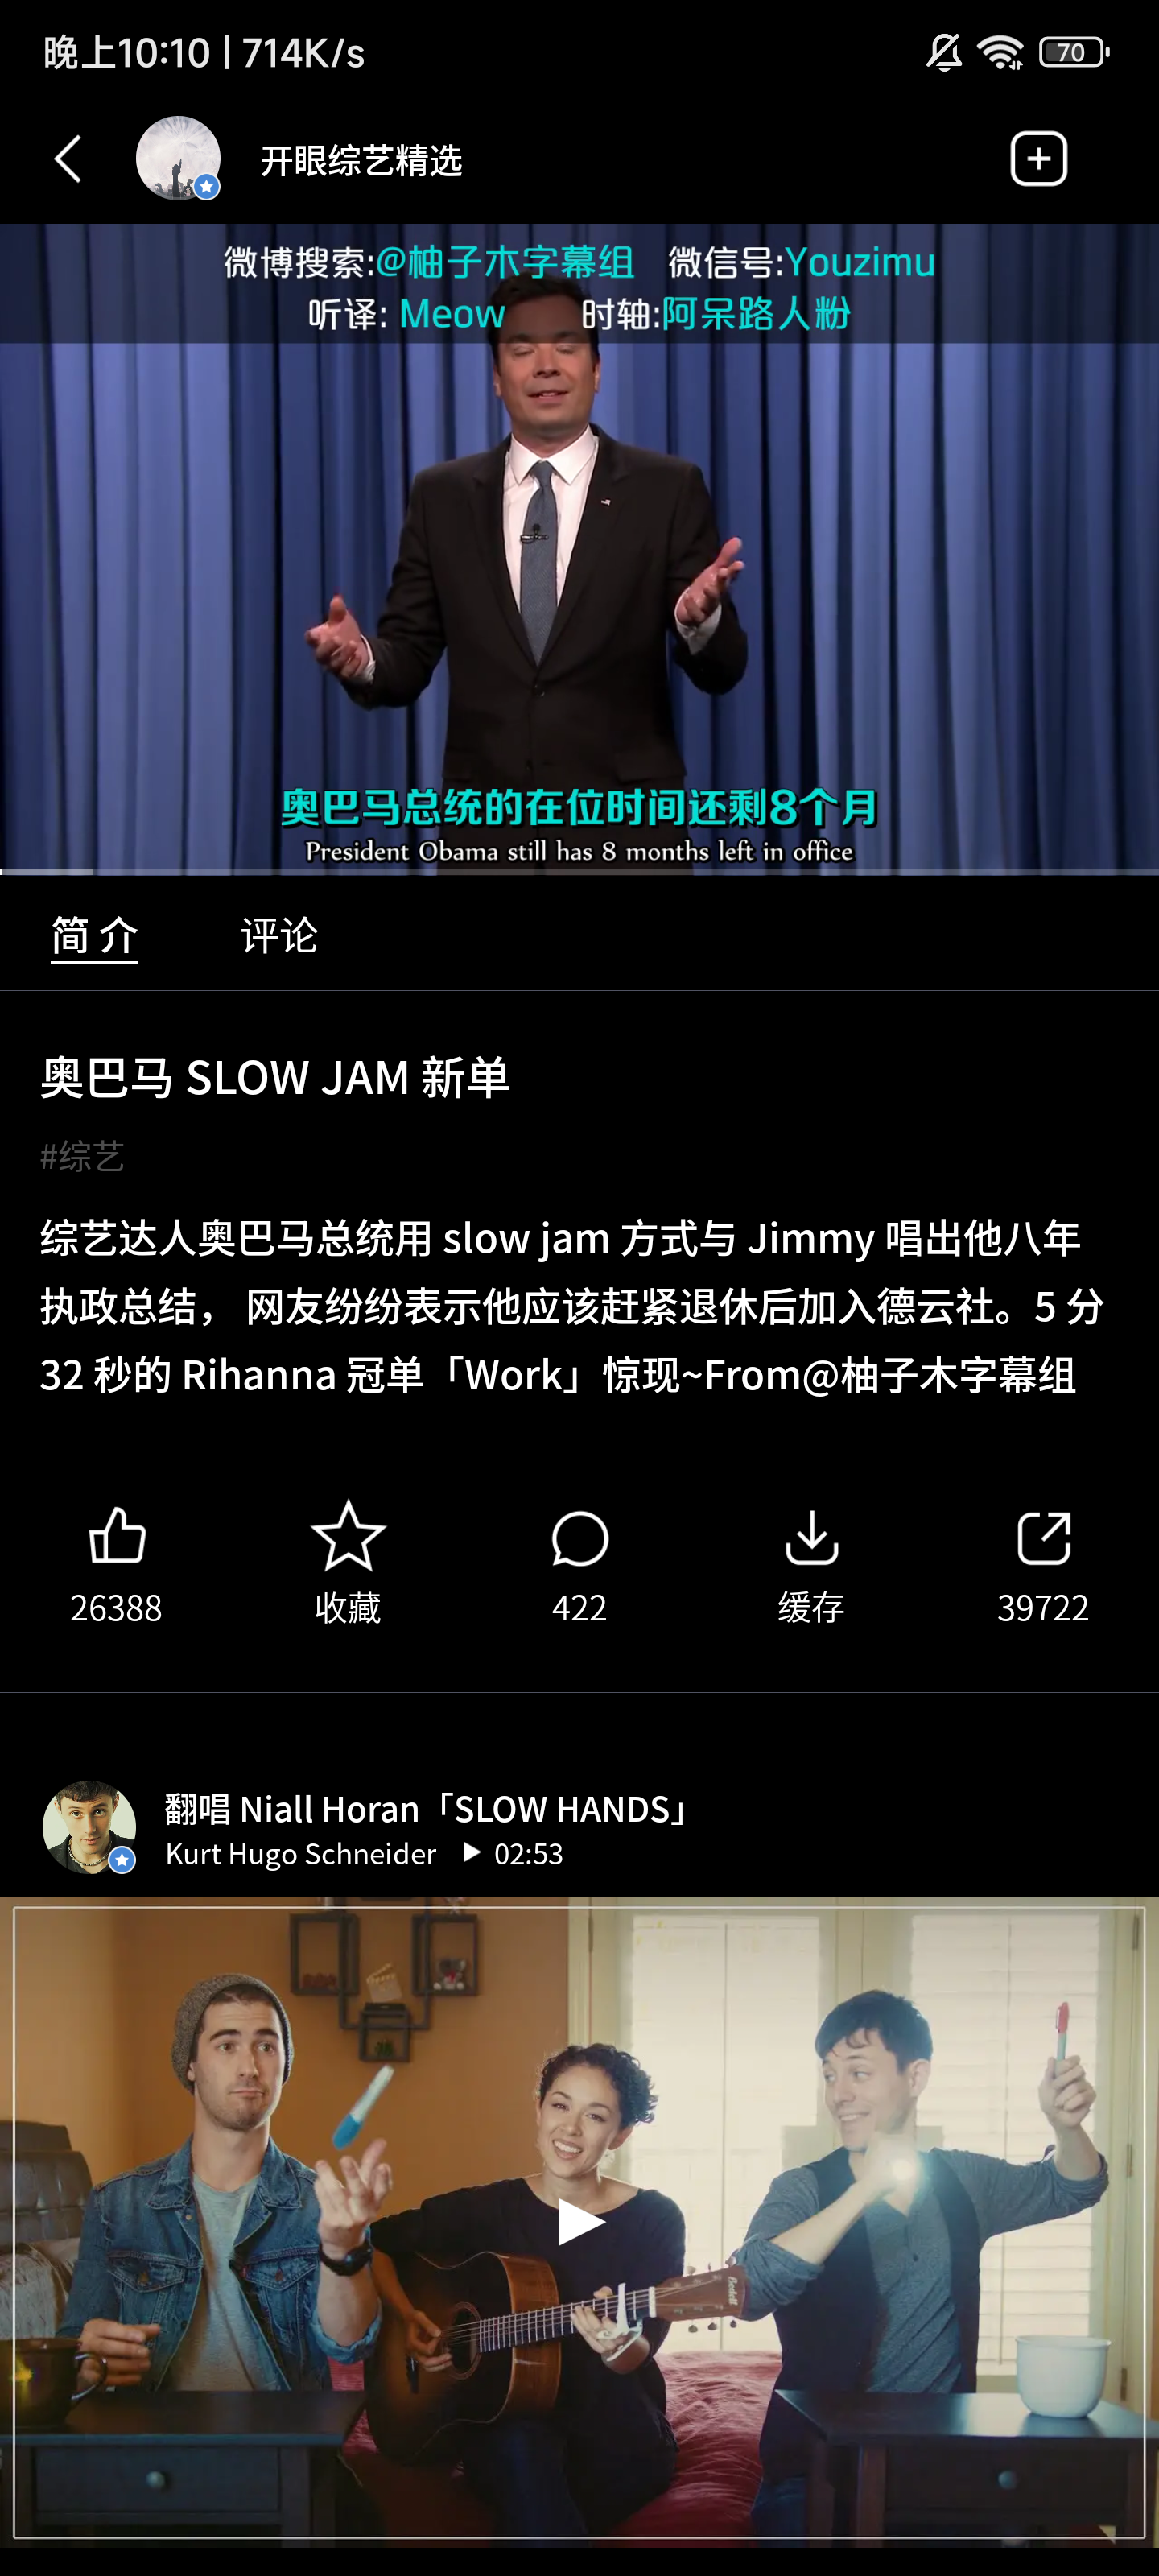 晚上10:10 | 714K/s
70
开眼综艺精选
微博搜索:@柚子木字幕组 微信号:Youzimu
听译: Meow 时轴:阿呆路人粉
奥巴马总统的在位时间还剩8个月
President Obama still has 8 months left in office
简介 评论
奥巴马 SLOW JAM 新单
#综艺
综艺达人奥巴马总统用 slow jam 方式与 Jimmy 唱出他八年
执政总结， 网友纷纷表示他应该赶紧退休后加入德云社。5 分
32 秒的 Rihanna 冠单「Work」惊现~From@柚子木字幕组
26388 收藏 422 缓存 39722
翻唱 Niall Horan「SLOW HANDS」
Kurt Hugo Schneider ▶ 02:53
Bedell